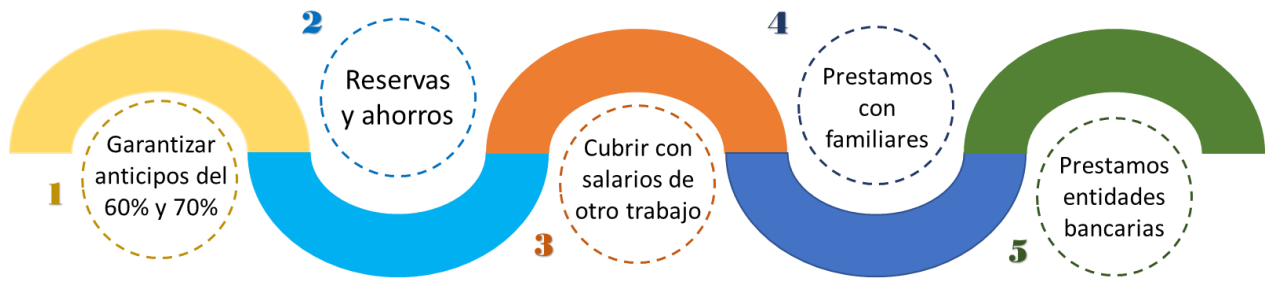 1
Garantizar
anticipos del
60% y 70%
2
Reservas
y ahorros
3
Cubrir con
salarios de
otro trabajo
4
Prestamos
con
familiares
5
Prestamos
entidades
bancarias